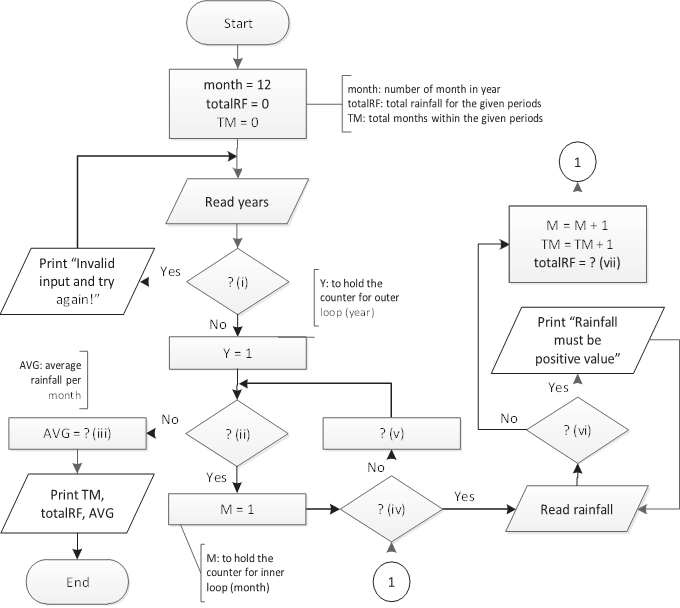 Start
month = 12
totalRF = 0
TM = 0
month: number of month in year
totalRF: total rainfall for the given periods
TM: total months within the given periods
1
Read years
M = M + 1
TM = TM + 1
totalRF = ? (vii)
Print “Invalid
input and try
again!”
Yes
? (i)
Y: to hold the
counter for outer
loop (year)
No
Print “Rainfall
must be
positive value”
Y = 1
AVG: average
rainfall per
month
Yes
No
AVG = ? (iii)
? (ii)
? (v)
No
? (vi)
Yes
No
Print TM,
totalRF, AVG
M = 1
? (iv)
Yes
Read rainfall
M: to hold the
counter for inner
loop (month)
End
1